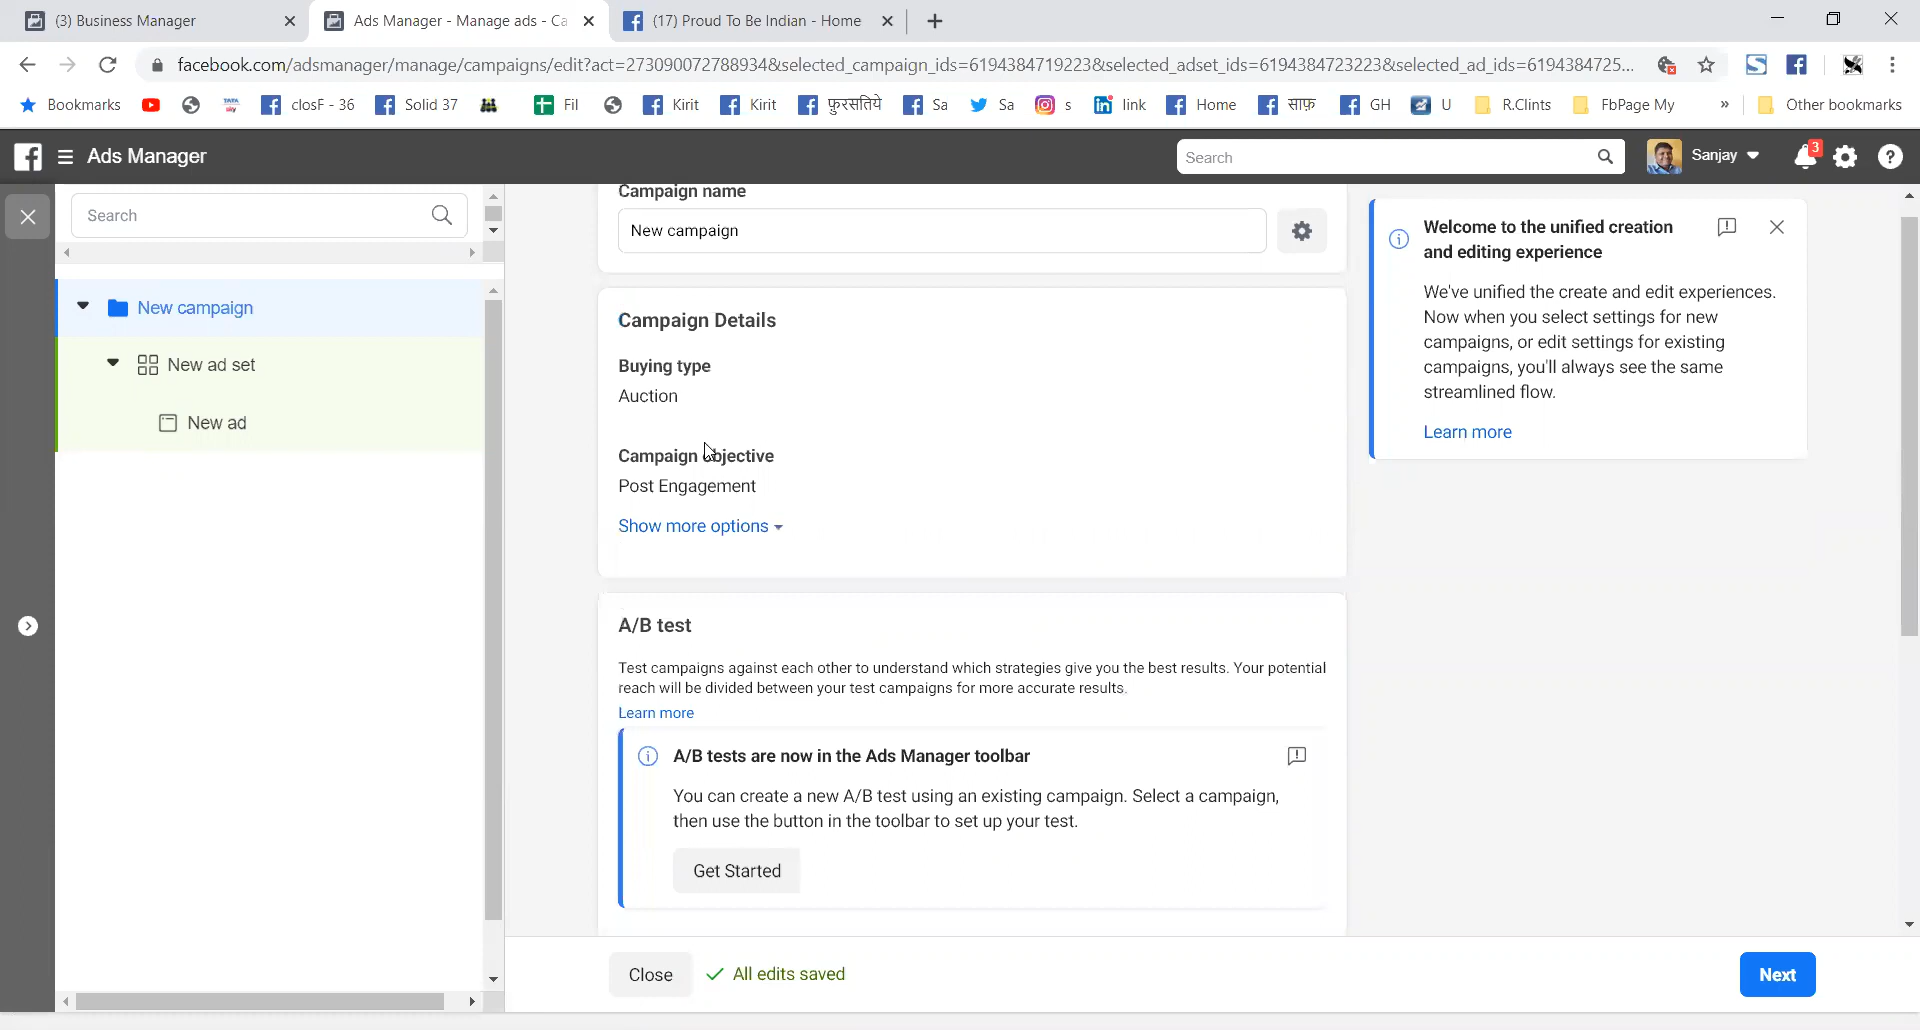 (3) Business Manager
Ads Manager - Manage ads - Ca
(17) Proud To Be Indian - Home
facebook.com/adsmanager/manage/campaigns/edit?act=273090072788934&selected_campaign_ids=6194384719223&selected_adset_ids=6194384723223&selected_ad_ids=6194384725...
Bookmarks closF - 36 Solid 37 Fil Kirit Kirit फ़ुरसतिये Sa Sa s link Home साफ़ GH U R.Clints FbPage My » Other bookmarks
Ads Manager
Search
Sanjay
3
Search
New campaign
New ad set
New ad
Campaign name
New campaign
Campaign Details
Buying type
Auction
Campaign objective
Post Engagement
Show more options
A/B test
Test campaigns against each other to understand which strategies give you the best results. Your potential
reach will be divided between your test campaigns for more accurate results.
Learn more
A/B tests are now in the Ads Manager toolbar
You can create a new A/B test using an existing campaign. Select a campaign,
then use the button in the toolbar to set up your test.
Get Started
Welcome to the unified creation
and editing experience
We've unified the create and edit experiences.
Now when you select settings for new
campaigns, or edit settings for existing
campaigns, you'll always see the same
streamlined flow.
Learn more
Close
All edits saved
Next